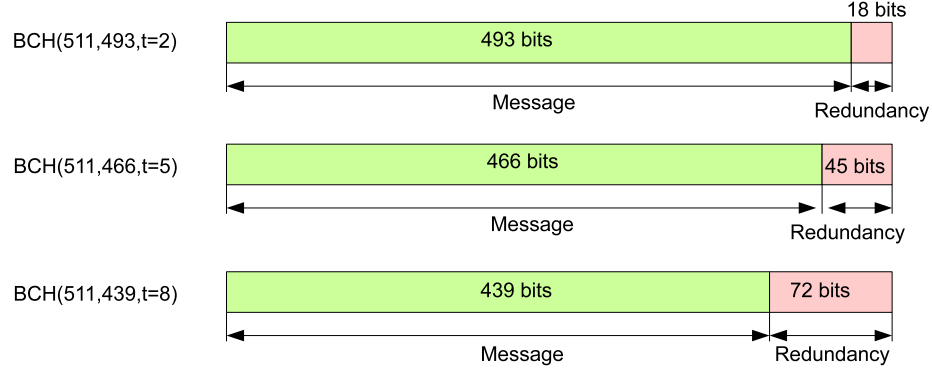 18 bits
BCH(511,493,t=2)
493 bits
Message
Redundancy
BCH(511,466,t=5)
466 bits
45 bits
Message
Redundancy
BCH(511,439,t=8)
439 bits
72 bits
Message
Redundancy